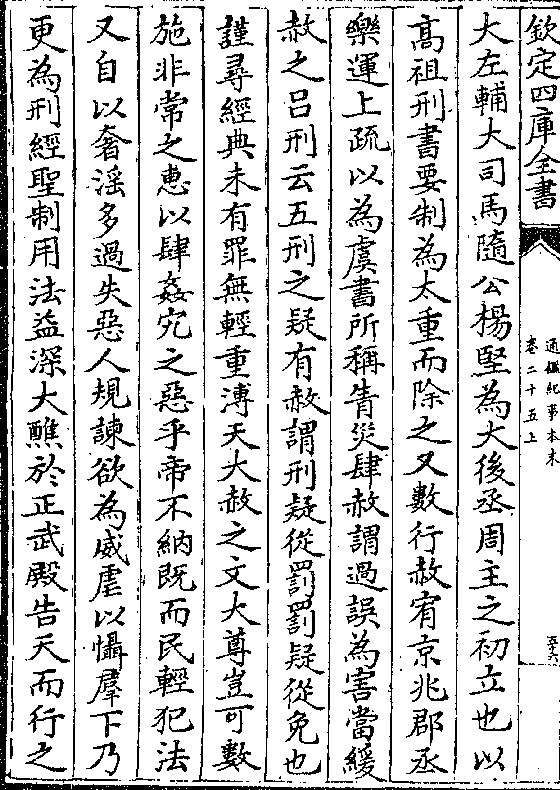 欽定四庫全書
通鑑紀事本末
卷二十五上
大左輔大司馬隨公楊堅為大後丞周主之初立也以
髙祖刑書要制為太重而除之又數行赦宥京兆郡丞
樂運上疏以為虞書所稱眚災肆赦謂過誤為害當緩
赦之吕刑云五刑之疑有赦謂刑疑從罰罰疑從免也
謹尋經典未有罪無輕重溥天大赦之文大尊豈可數
施非常之惠以肆姦宄之惡乎帝不納既而民輕犯法
又自以奢滛多過失惡人規諫欲為威虐以懾羣下乃
更為刑經聖制用法益深大醮於正武殿告天而行之